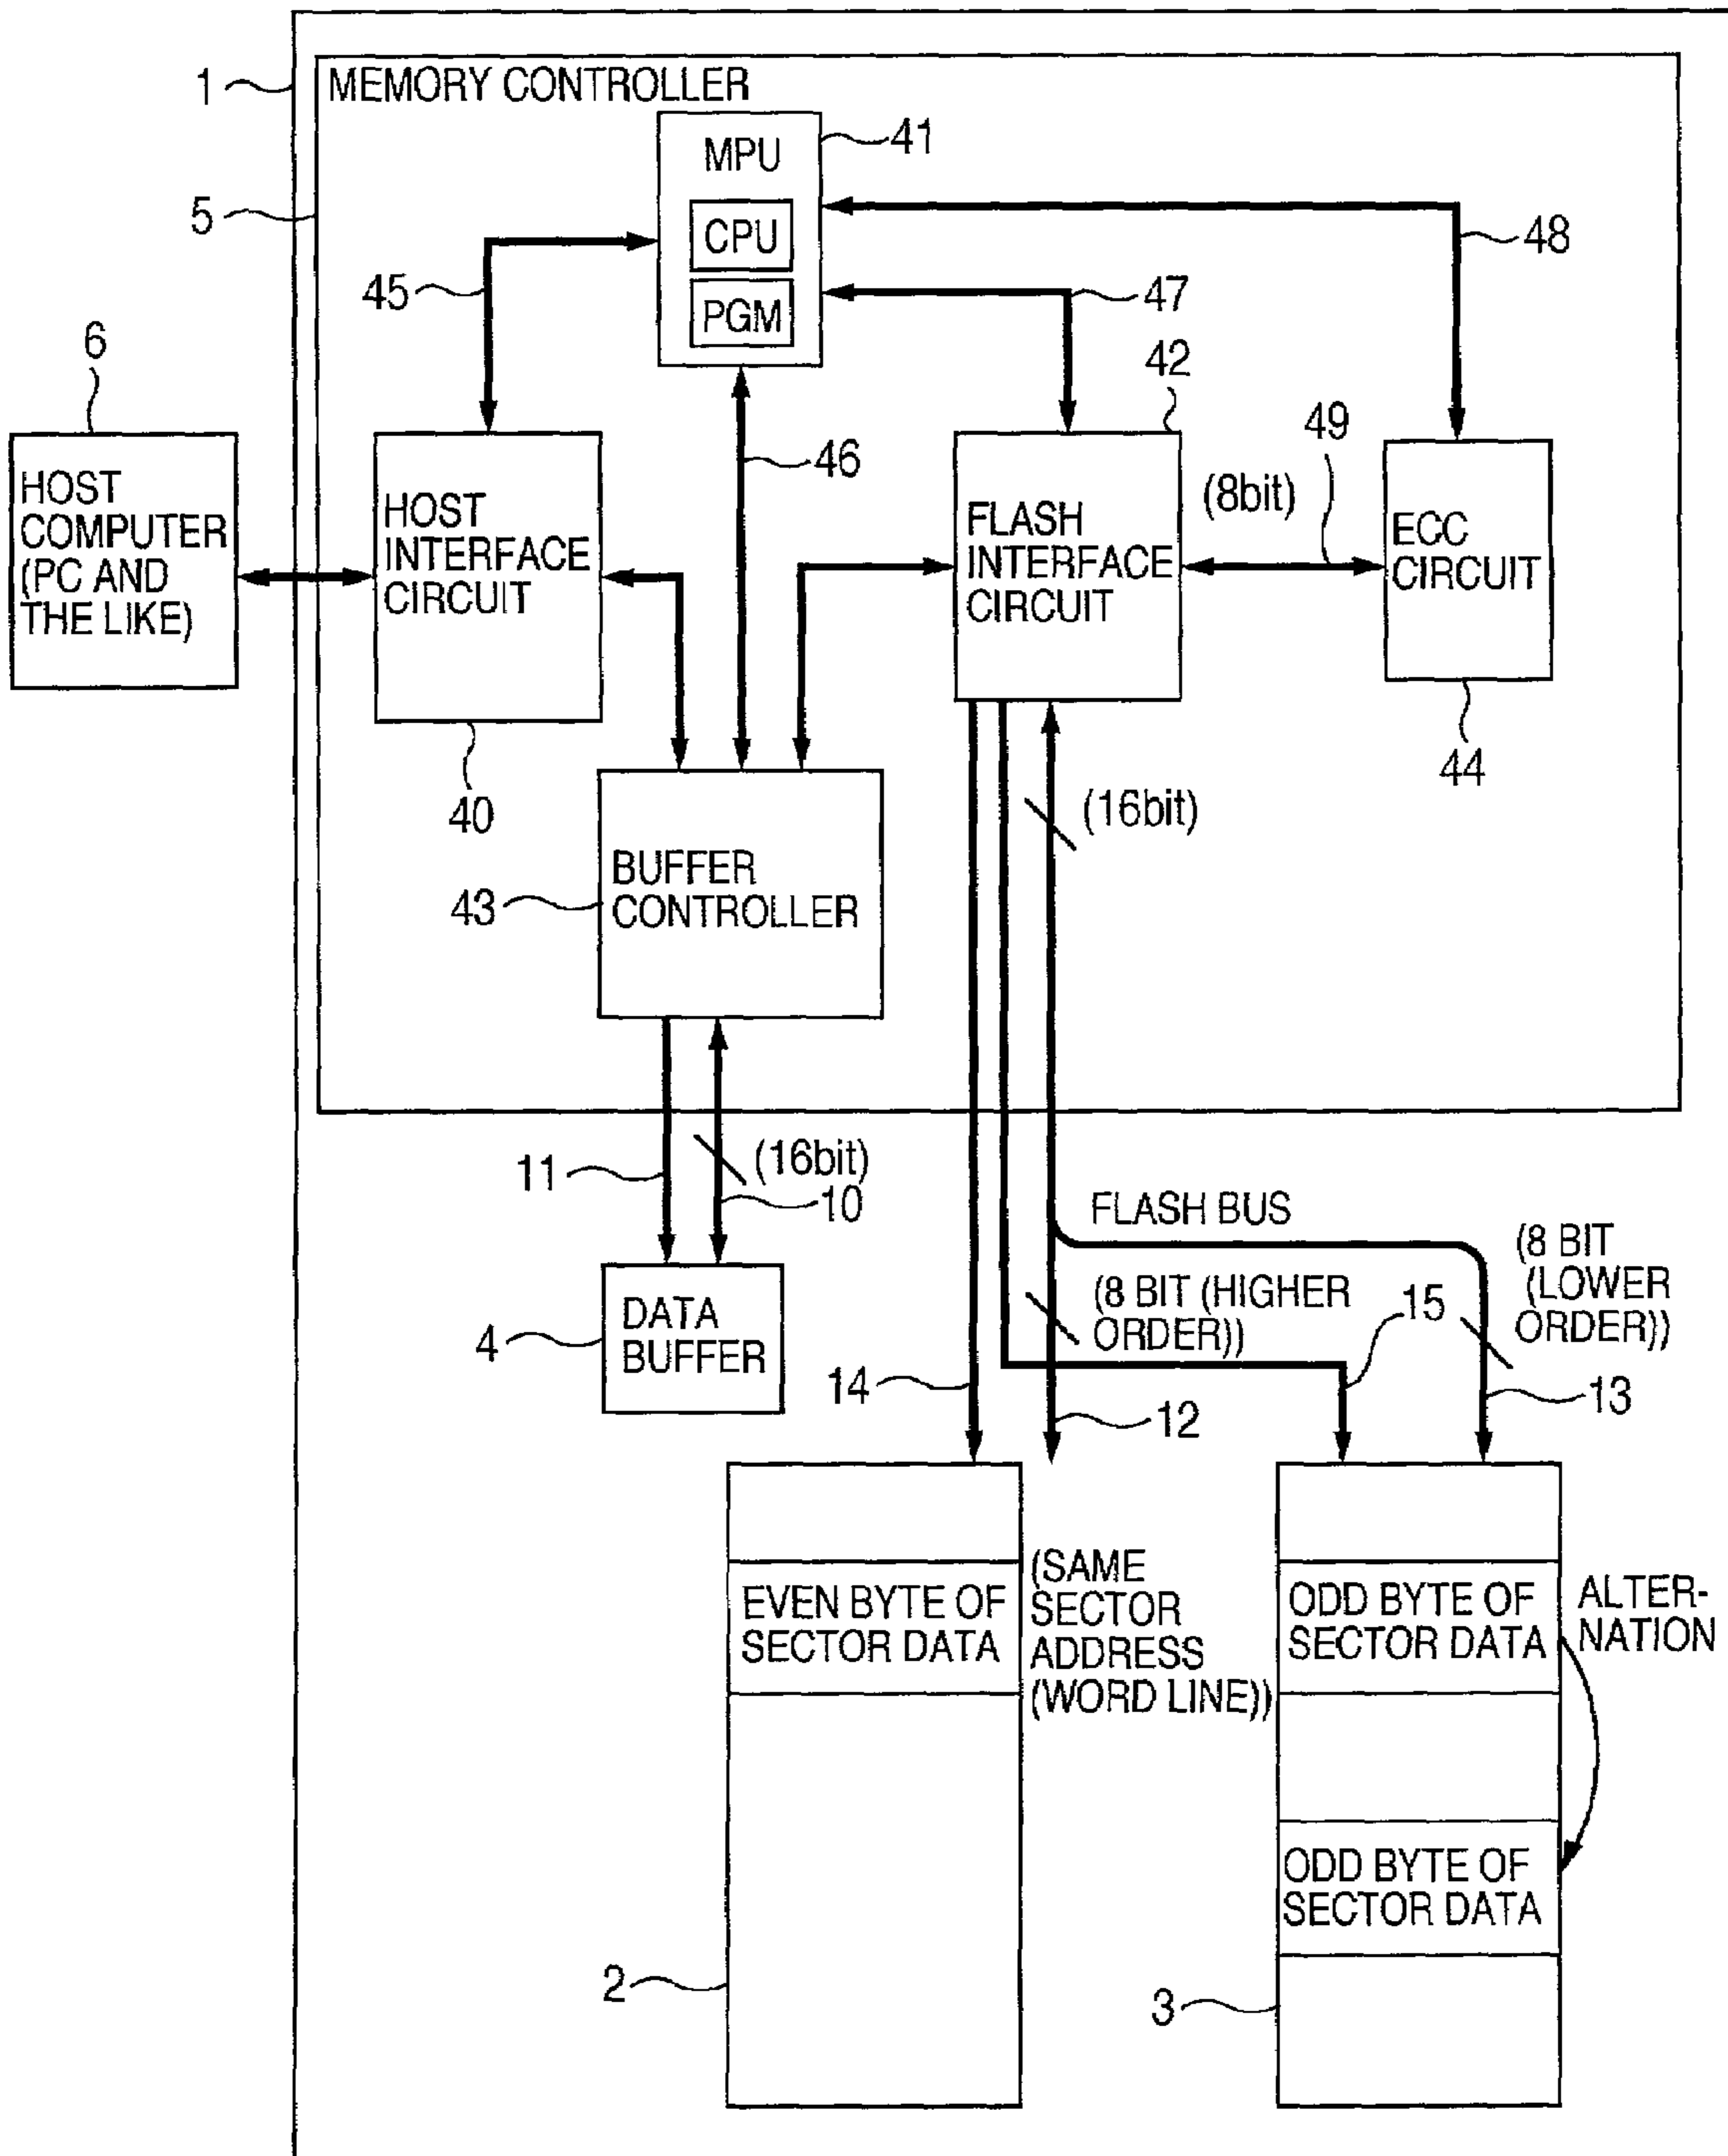 1
MEMORY CONTROLLER
41
MPU
5
CPU
48
45
47
PGM
6
42
49
46
HOST
COMPUTER
(PC AND
THE LIKE)
HOST
INTERFACE
CIRCUIT
FLASH
INTERFACE
CIRCUIT
(8bit)
ECC
CIRCUIT
44
40
(16bit)
BUFFER
CONTROLLER
43
11
(16bit)
10
FLASH BUS
(8 BIT
(LOWER
ORDER))
(8 BIT (HIGHER
ORDER))
15
DATA
BUFFER
4
14
12
13
(SAME
SECTOR
ADDRESS
(WORD LINE))
EVEN BYTE OF
SECTOR DATA
ODD BYTE OF
SECTOR DATA
ALTER-
NATION
ODD BYTE OF
SECTOR DATA
2
3